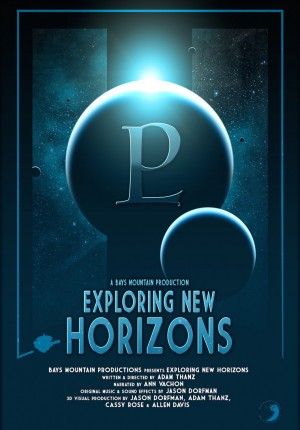 PL
A BAYS MOUNTAIN PRODUCTION
EXPLORING NEW
HORIZONS
BAYS MOUNTAIN PRODUCTIONS PRESENTS EXPLORING NEW HORIZONS
WRITTEN & DIRECTED BY ADAM THANZ
NARRATED BY ANN VACHON
ORIGINAL MUSIC & SOUND EFFECTS BY JASON DORFMAN
3D VISUAL PRODUCTION BY JASON DORFMAN, ADAM THANZ,
CASSY ROSE & ALLEN DAVIS